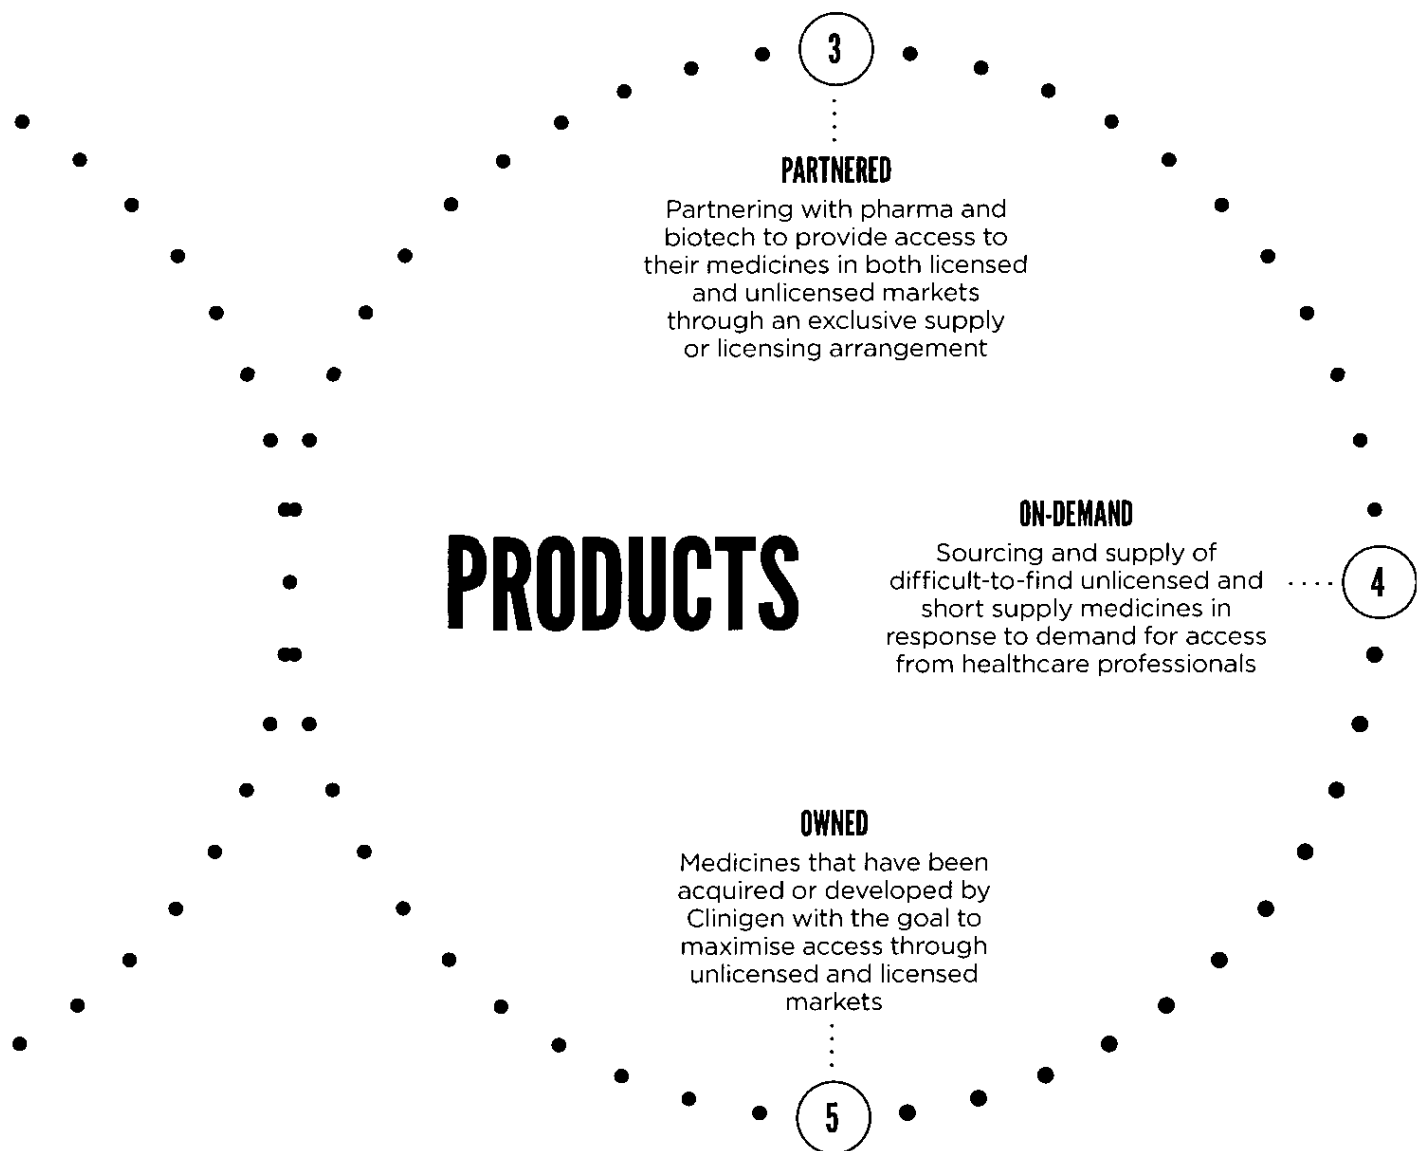 3
PARTNERED
Partnering with pharma and
biotech to provide access to
their medicines in both licensed
and unlicensed markets
through an exclusive supply
or licensing arrangement
PRODUCTS
ON-DEMAND
Sourcing and supply of
difficult-to-find unlicensed and
short supply medicines in
response to demand for access
from healthcare professionals
4
OWNED
Medicines that have been
acquired or developed by
Clinigen with the goal to
maximise access through
unlicensed and licensed
markets
5